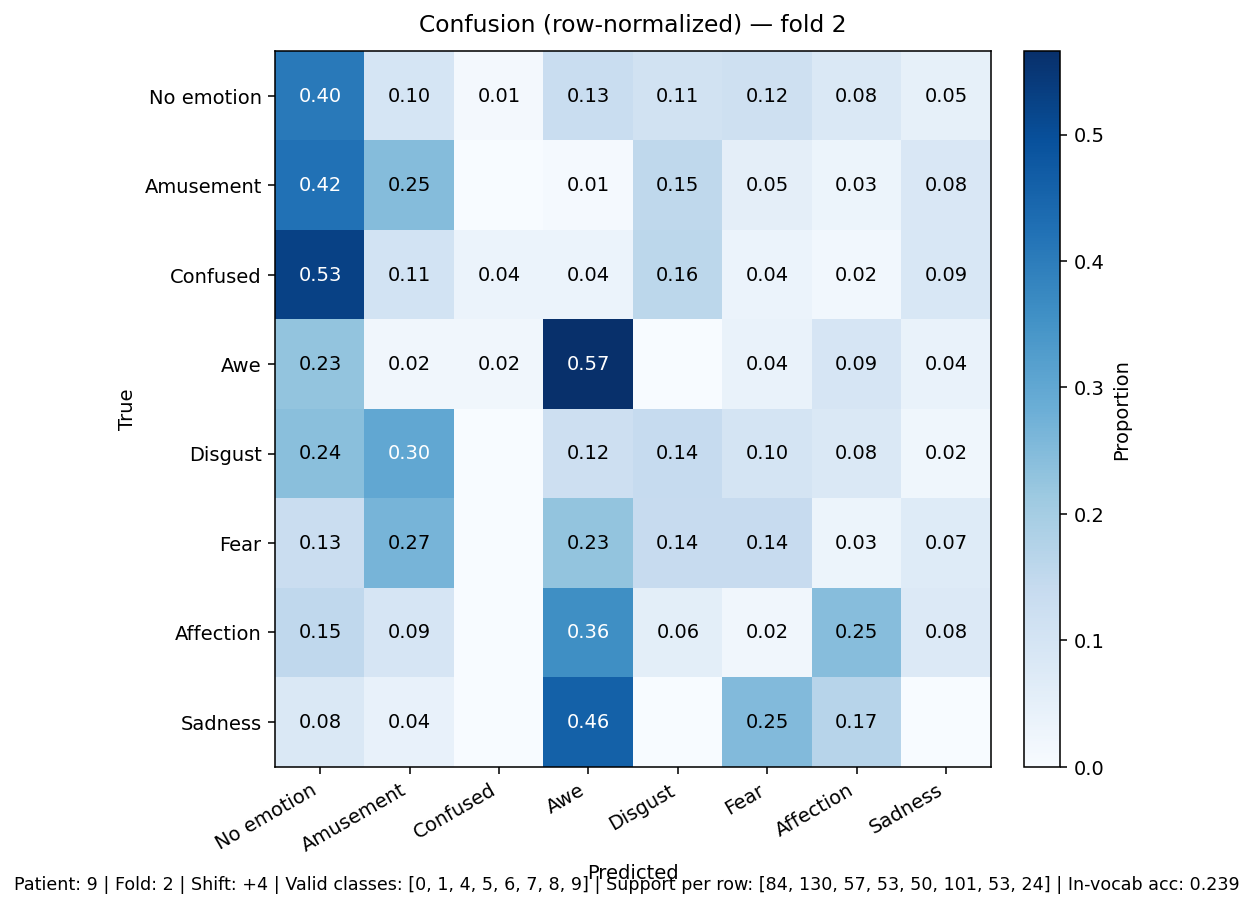 Confusion (row-normalized) — fold 2
No emotion 0.40 0.10 0.01 0.13 0.11 0.12 0.08 0.05
Amusement 0.42 0.25 0.01 0.15 0.05 0.03 0.08
Confused 0.53 0.11 0.04 0.04 0.16 0.04 0.02 0.09
Awe 0.23 0.02 0.02 0.57 0.04 0.09 0.04
Disgust 0.24 0.30 0.12 0.14 0.10 0.08 0.02
Fear 0.13 0.27 0.23 0.14 0.14 0.03 0.07
Affection 0.15 0.09 0.36 0.06 0.02 0.25 0.08
Sadness 0.08 0.04 0.46 0.25 0.17
True
No emotion Amusement Confused Awe Disgust Fear Affection Sadness
Predicted
0.5
0.4
0.3
0.2
0.1
0.0
Proportion
Patient: 9 | Fold: 2 | Shift: +4 | Valid classes: [0, 1, 4, 5, 6, 7, 8, 9] | Support per row: [84, 130, 57, 53, 50, 101, 53, 24] | In-vocab acc: 0.239